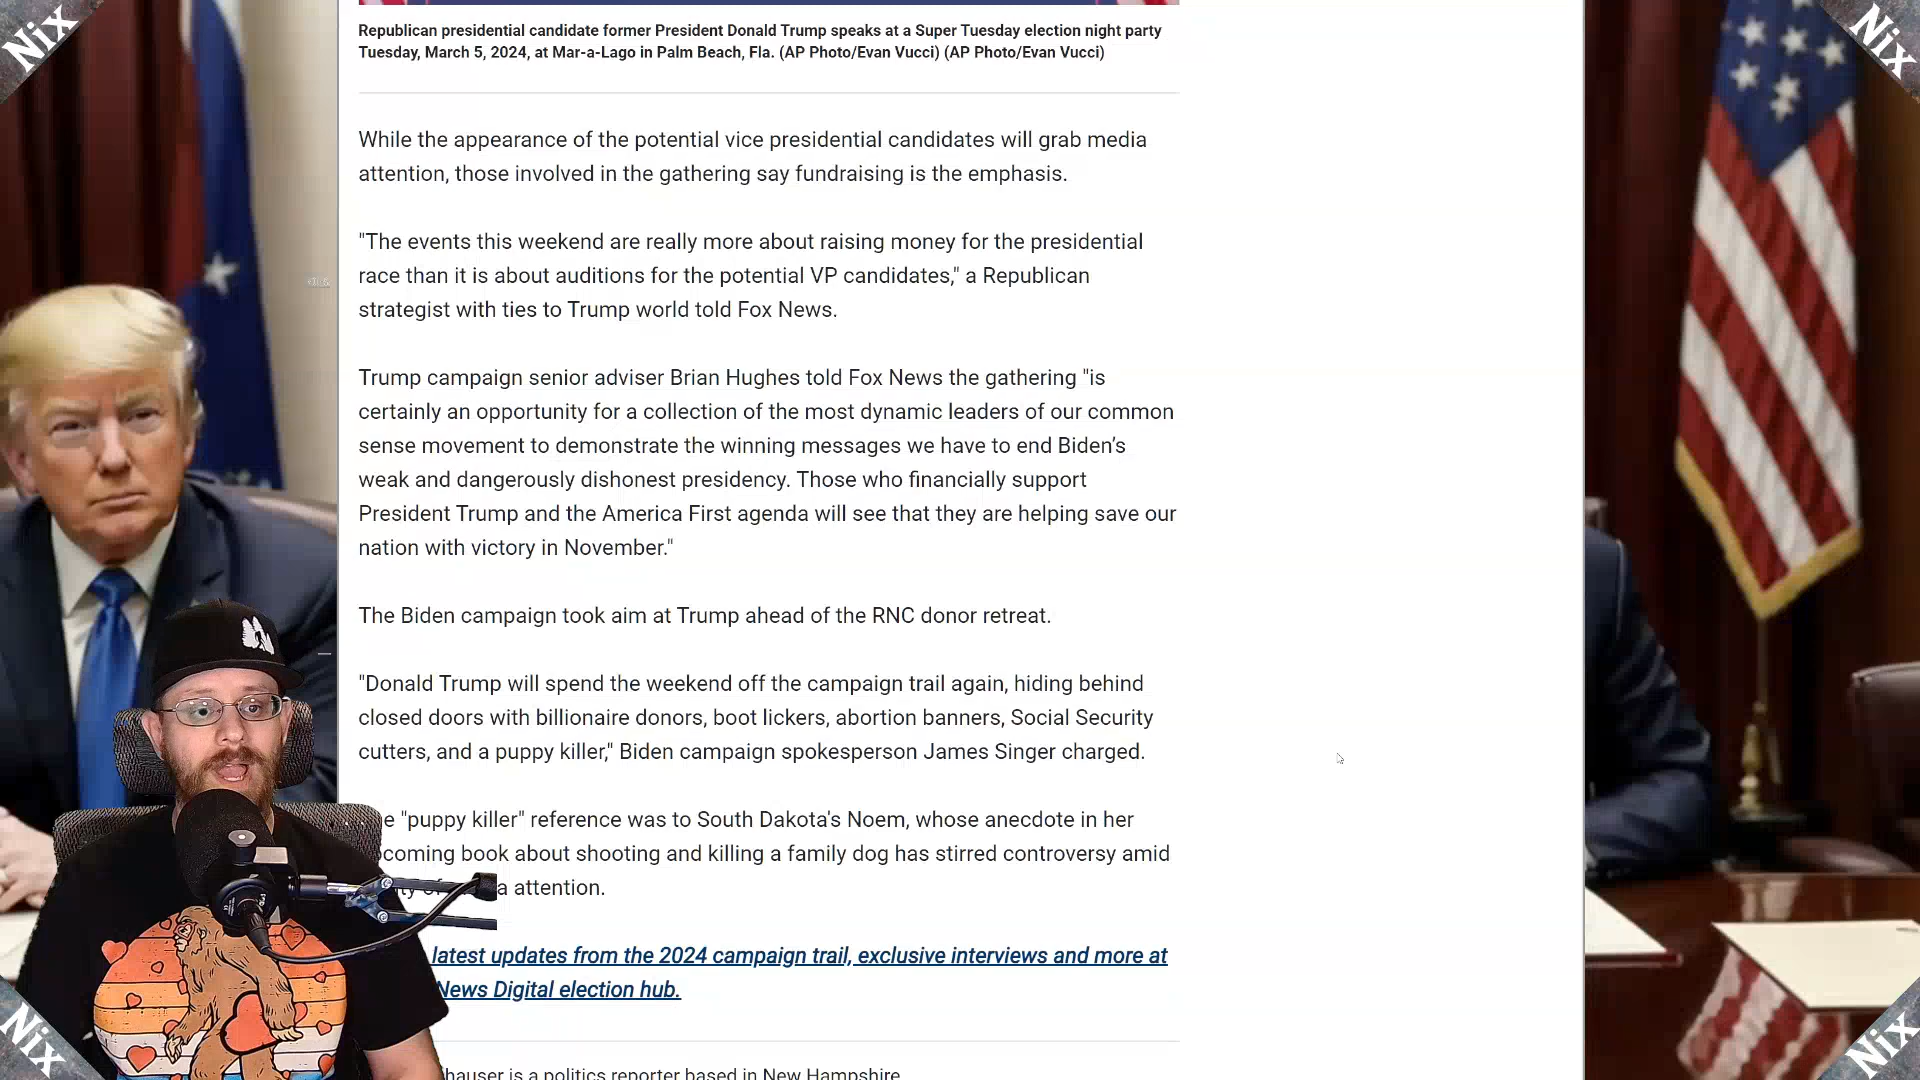 Nix
Nix
Republican presidential candidate former President Donald Trump speaks at a Super Tuesday election night party
Tuesday, March 5, 2024, at Mar-a-Lago in Palm Beach, Fla. (AP Photo/Evan Vucci) (AP Photo/Evan Vucci)
While the appearance of the potential vice presidential candidates will grab media
attention, those involved in the gathering say fundraising is the emphasis.
"The events this weekend are really more about raising money for the presidential
race than it is about auditions for the potential VP candidates," a Republican
strategist with ties to Trump world told Fox News.
Trump campaign senior adviser Brian Hughes told Fox News the gathering "is
certainly an opportunity for a collection of the most dynamic leaders of our common
sense movement to demonstrate the winning messages we have to end Biden’s
weak and dangerously dishonest presidency. Those who financially support
President Trump and the America First agenda will see that they are helping save our
nation with victory in November."
The Biden campaign took aim at Trump ahead of the RNC donor retreat.
"Donald Trump will spend the weekend off the campaign trail again, hiding behind
closed doors with billionaire donors, boot lickers, abortion banners, Social Security
cutters, and a puppy killer," Biden campaign spokesperson James Singer charged.
"puppy killer" reference was to South Dakota's Noem, whose anecdote in her
coming book about shooting and killing a family dog has stirred controversy amid
attention.
latest updates from the 2024 campaign trail, exclusive interviews and more at
News Digital election hub.
hauser is a politics reporter based in New Hampshire.
Nix
Nix